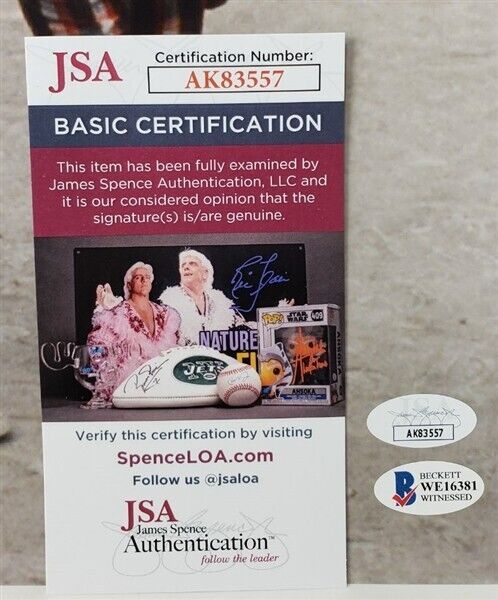 JSA
Certification Number:
AK83557
BASIC CERTIFICATION
This item has been fully examined by
James Spence Authentication, LLC and
it is our considered opinion that the
signature(s) is/are genuine.
NATURE
JETS
POP!
STAR WARS
409
AHSOKA
Verify this certification by visiting
SpenceLOA.com
Follow us @jsaloa
JSA
James Spence
Authentication™
follow the leader
AK83557
B
BECKETT
WE16381
WITNESSED